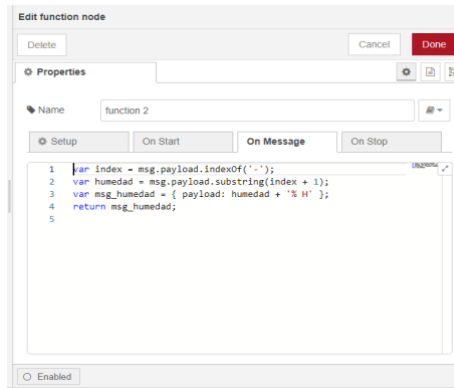 Edit function node
Delete Cancel Done
Properties
Name function 2
Setup On Start On Message On Stop
1 var index = msg.payload.indexOf('-');
2 var humedad = msg.payload.substring(index + 1);
3 var msg_humedad = { payload: humedad + '% H' };
4 return msg_humedad;
5
Enabled